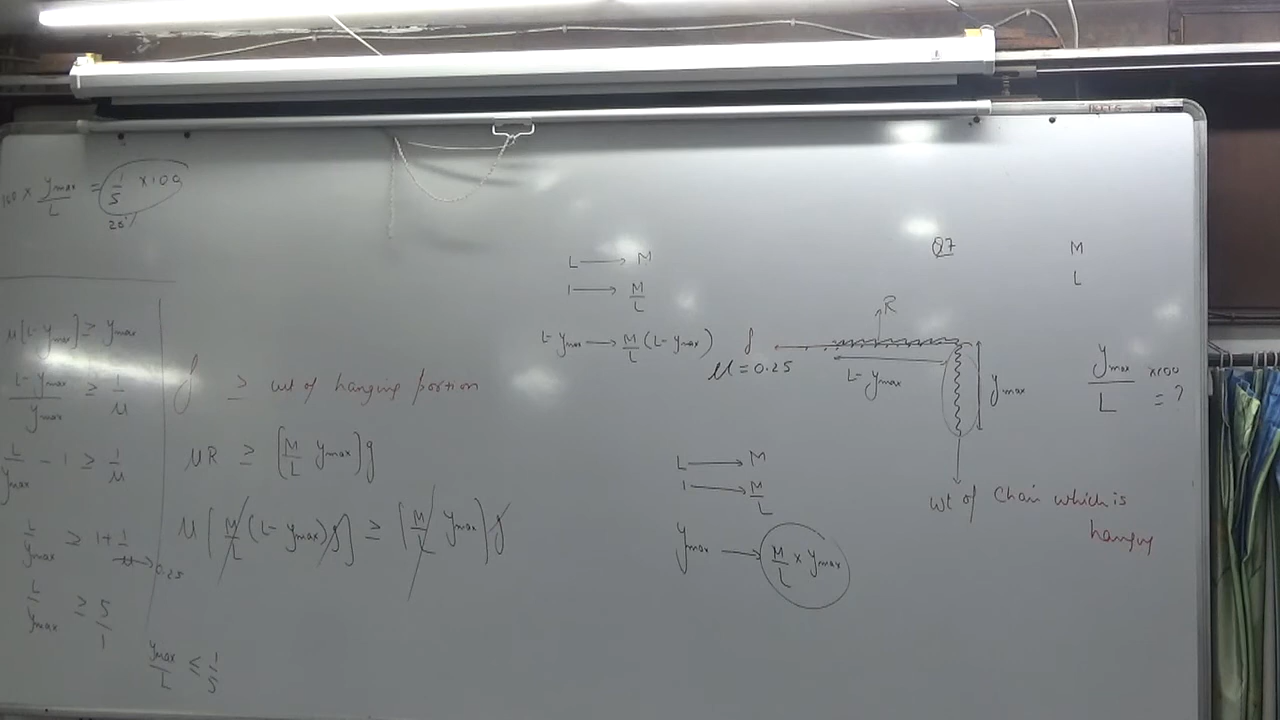 Q7
M
L
L → M
1 → M/L
L - ymax → M/L (L - ymax)
f
R
μ = 0.25
L - ymax
ymax
ymax/L × 100 = ?
wt of chain which is
hanging
L → M
1 → M/L
ymax → M/L × ymax
f ≥ wt of hanging portion
μR ≥ [M/L ymax] g
μ [M/L (L - ymax) g] ≥ [M/L ymax] g
μ[L - ymax] ≥ ymax
L - ymax / ymax ≥ 1/μ
L/ymax - 1 ≥ 1/μ
L/ymax ≥ 1 + 1/μ → 0.25
L/ymax ≥ 5/1
ymax/L ≤ 1/5
100 × ymax/L = 1/5 × 100
20%